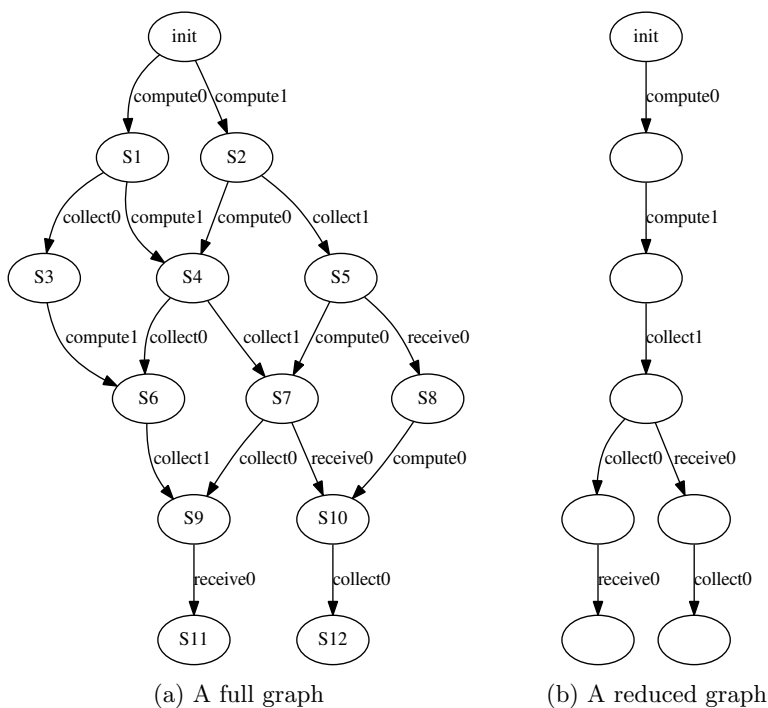 init
init
compute0
compute1
compute0
S1
S2
collect0
compute1
compute0
collect1
compute1
S3
S4
S5
compute1
collect0
collect1
compute0
receive0
collect1
S6
S7
S8
collect1
collect0
receive0
compute0
collect0
receive0
S9
S10
receive0
collect0
receive0
collect0
S11
S12
(a) A full graph
(b) A reduced graph